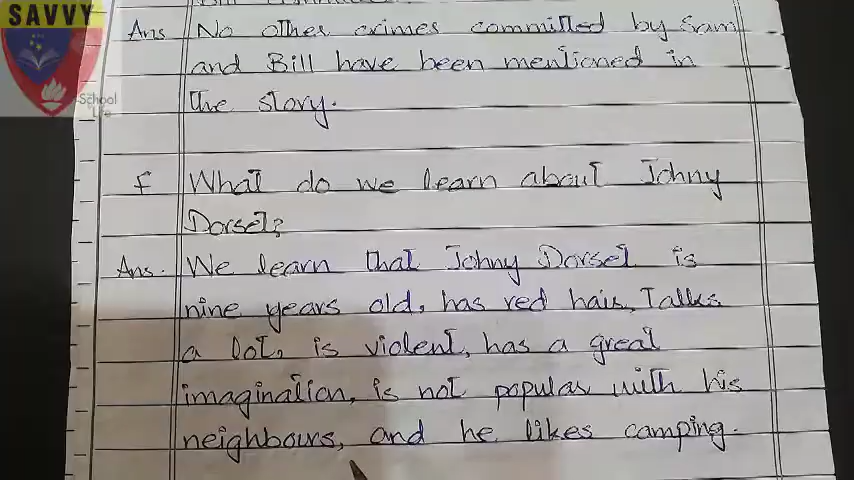 SAVVY
School
of Life
Ans No other crimes committed by Sam
and Bill have been mentioned in
the story.
f What do we learn about Johny
Dorset?
Ans. We learn that Johny Dorset is
nine years old, has red hair, Talks
a lot, is violent, has a great
imagination, is not popular with his
neighbours, and he likes camping.